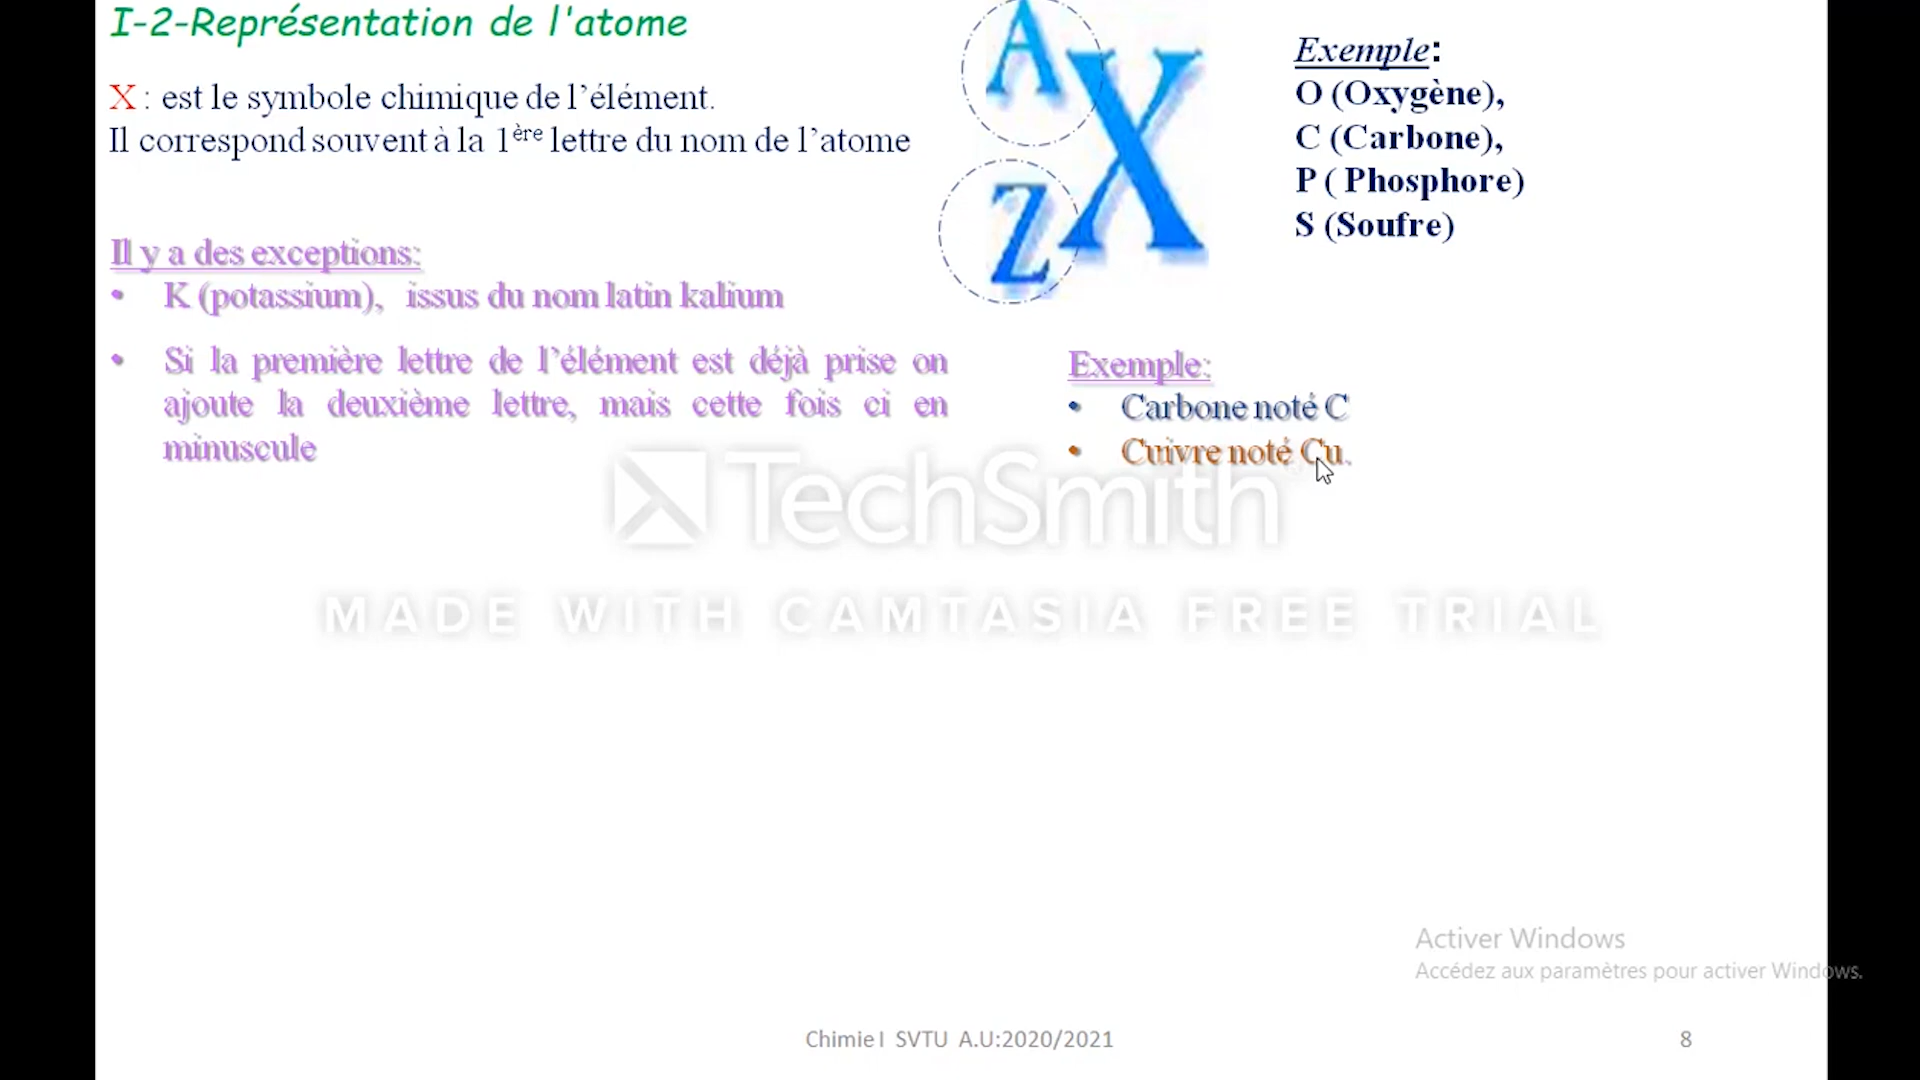 I-2-Représentation de l'atome
X : est le symbole chimique de l’élément.
Il correspond souvent à la 1ère lettre du nom de l’atome
A
X
Z
Exemple:
O (Oxygène),
C (Carbone),
P ( Phosphore)
S (Soufre)
Il y a des exceptions:
• K (potassium), issus du nom latin kalium
• Si la première lettre de l’élément est déjà prise on
ajoute la deuxième lettre, mais cette fois ci en
minuscule
Exemple:
• Carbone noté C
• Cuivre noté Cu.
TechSmith
MADE WITH CAMTASIA FREE TRIAL
Activer Windows
Accédez aux paramètres pour activer Windows.
Chimie I SVTU A.U:2020/2021
8